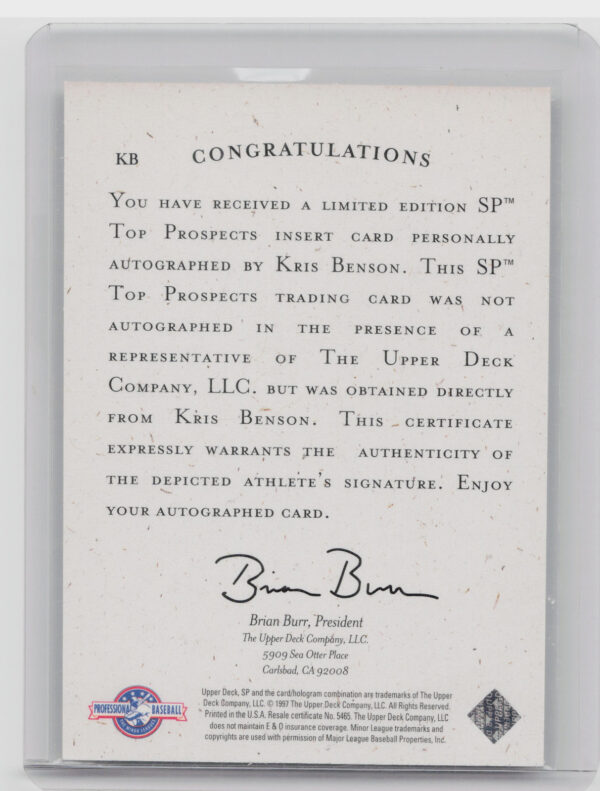 KB CONGRATULATIONS
YOU HAVE RECEIVED A LIMITED EDITION SP™
TOP PROSPECTS INSERT CARD PERSONALLY
AUTOGRAPHED BY KRIS BENSON. THIS SP™
TOP PROSPECTS TRADING CARD WAS NOT
AUTOGRAPHED IN THE PRESENCE OF A
REPRESENTATIVE OF THE UPPER DECK
COMPANY, LLC. BUT WAS OBTAINED DIRECTLY
FROM KRIS BENSON. THIS CERTIFICATE
EXPRESSLY WARRANTS THE AUTHENTICITY OF
THE DEPICTED ATHLETE'S SIGNATURE. ENJOY
YOUR AUTOGRAPHED CARD.
Brian Burr
Brian Burr, President
The Upper Deck Company, LLC.
5909 Sea Otter Place
Carlsbad, CA 92008
Upper Deck, SP and the card/hologram combination are trademarks of The Upper
Deck Company, LLC. © 1997 The Upper Deck Company, LLC. All Rights Reserved.
Printed in the U.S.A. Resale certificate No. 5465. The Upper Deck Company, LLC
does not maintain E & O insurance coverage. Minor League trademarks and
copyrights are used with permission of Major League Baseball Properties, Inc.
PROFESSIONAL BASEBALL